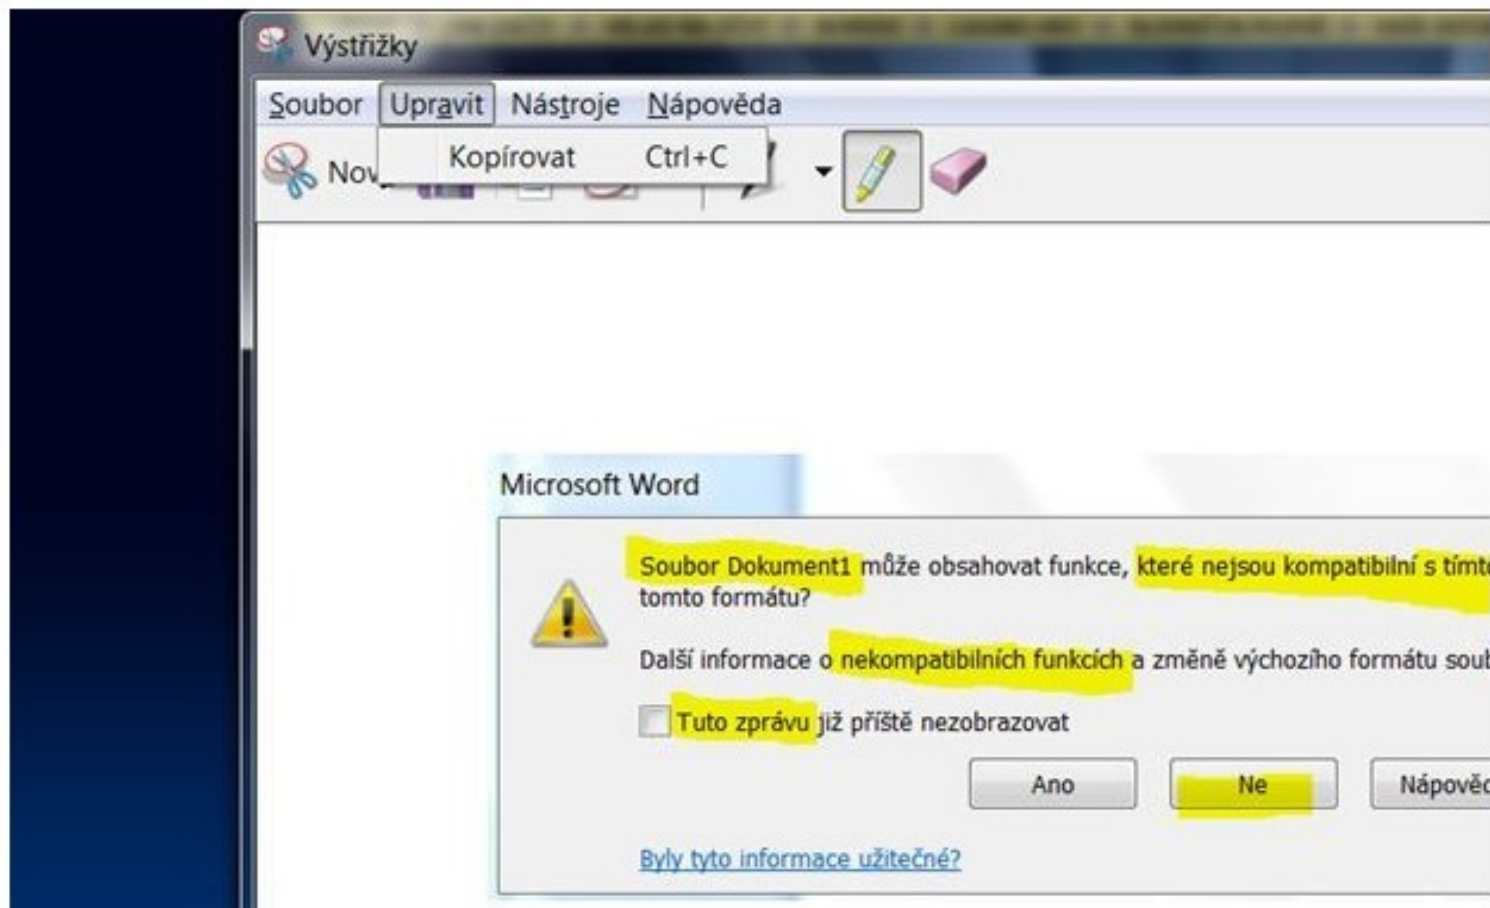 Výstřižky
Soubor Upravit Nástroje Nápověda
Kopírovat Ctrl+C
Microsoft Word
Soubor Dokument1 může obsahovat funkce, které nejsou kompatibilní s tímto
tomto formátu?
Další informace o nekompatibilních funkcích a změně výchozího formátu soub
Tuto zprávu již příště nezobrazovat
Ano Ne Nápověd
Byly tyto informace užitečné?